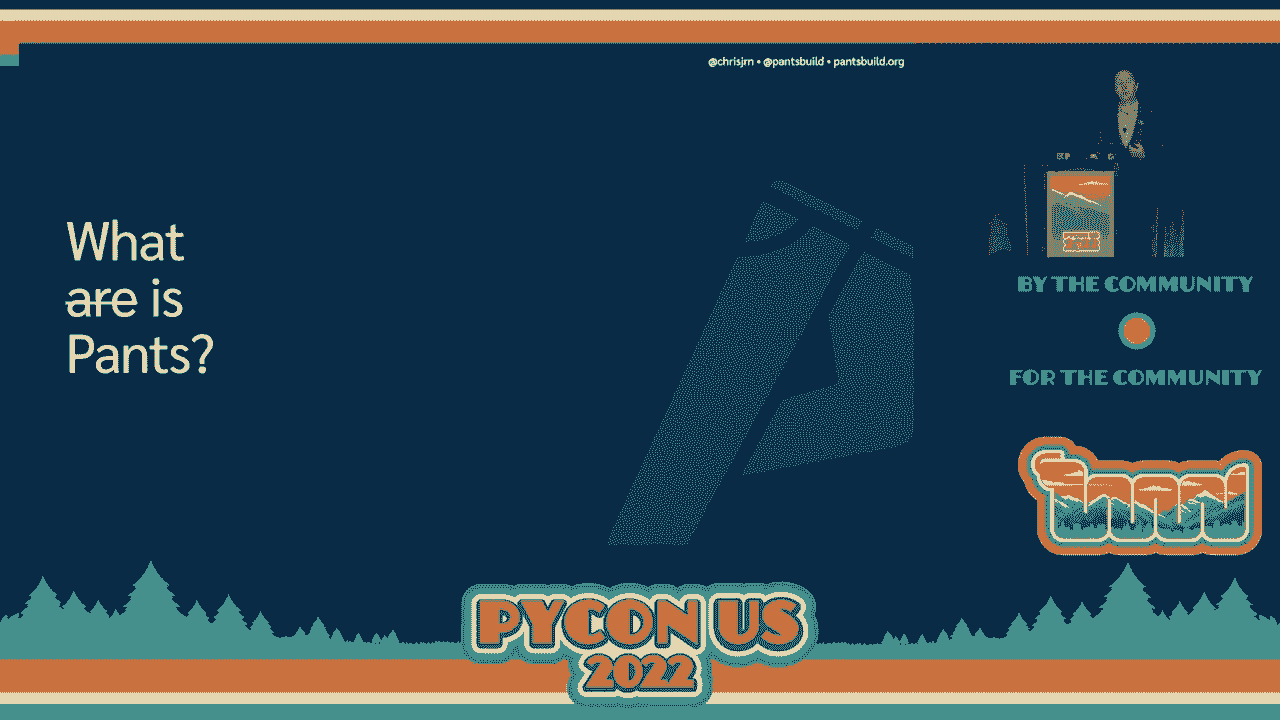 @chrisjrn • @pantsbuild • pantsbuild.org
What
are is
Pants?
BY THE COMMUNITY
FOR THE COMMUNITY
PYCON US
2022